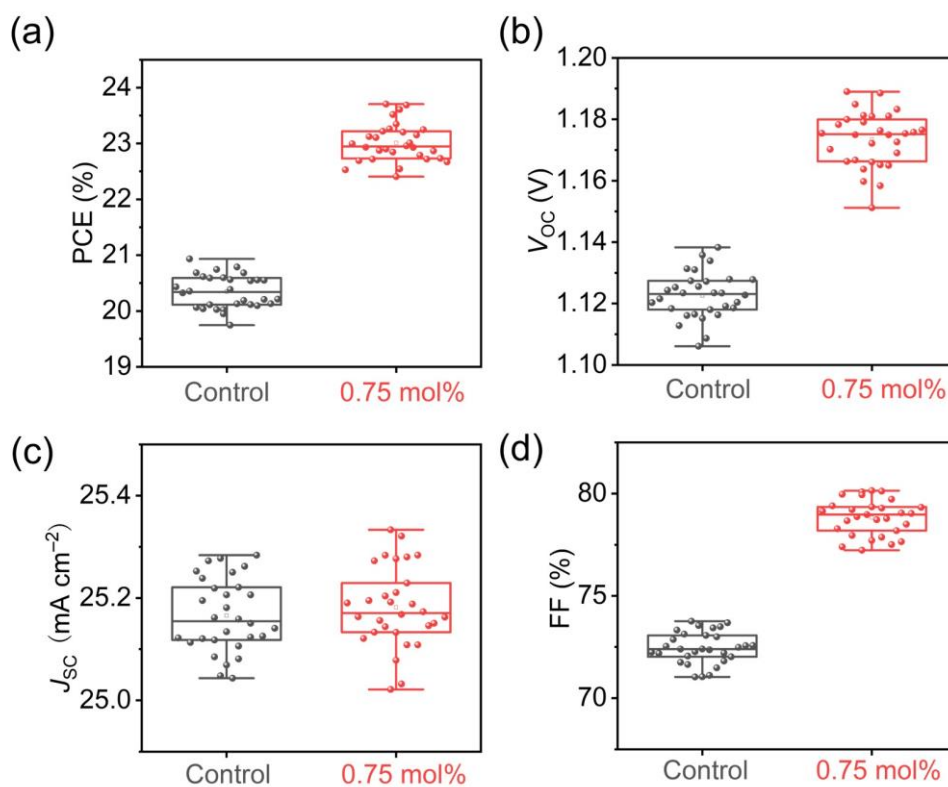 (a)
PCE (%)
24
23
22
21
20
19
Control
0.75 mol%
(b)
V_OC (V)
1.20
1.18
1.16
1.14
1.12
1.10
Control
0.75 mol%
(c)
J_SC (mA cm⁻²)
25.4
25.2
25.0
Control
0.75 mol%
(d)
FF (%)
80
75
70
Control
0.75 mol%